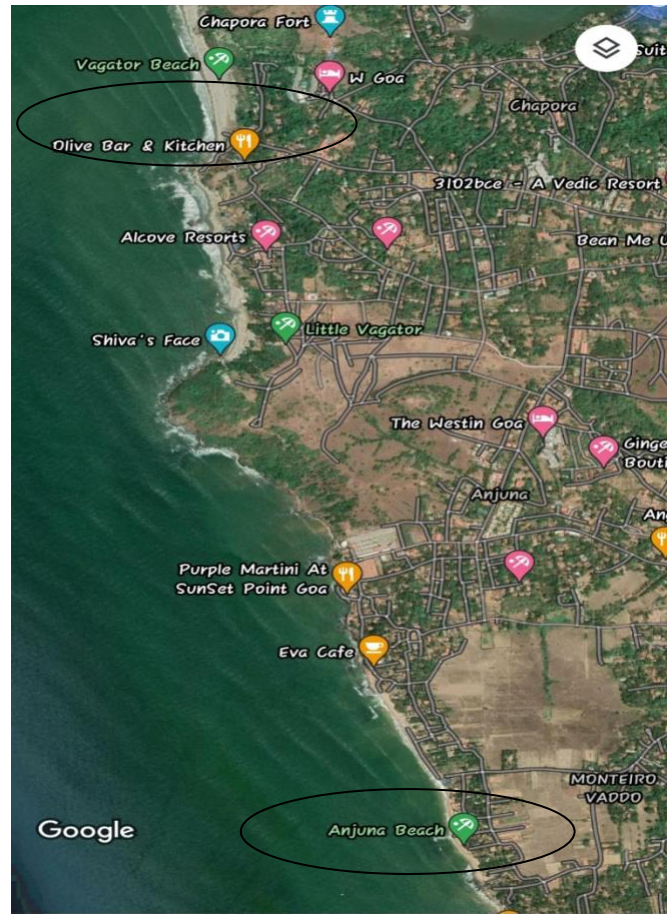 Chapora Fort
Suit
Vagator Beach
W Goa
Chapora
Olive Bar & Kitchen
3102bce - A Vedic Resort
Alcove Resorts
Bean Me U
Little Vagator
Shiva's Face
The Westin Goa
Ginge
Bouti
Anjuna
An
Purple Martini At
SunSet Point Goa
Eva Cafe
MONTEIRO
VADDO
Google
Anjuna Beach